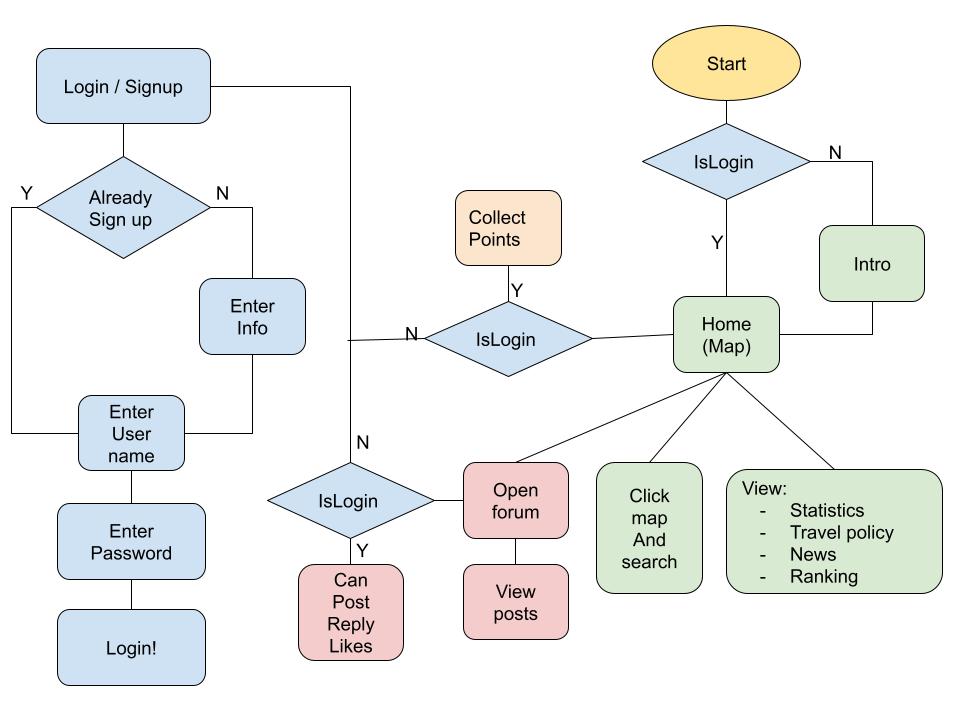 Start
Login / Signup
IsLogin
N
Y
Already
Sign up
Y
N
Collect
Points
Intro
Y
Enter
Info
Home
(Map)
IsLogin
Y
N
Enter
User
name
N
IsLogin
Y
Open
forum
Click
map
And
search
View:
- Statistics
- Travel policy
- News
- Ranking
Enter
Password
Can
Post
Reply
Likes
View
posts
Login!